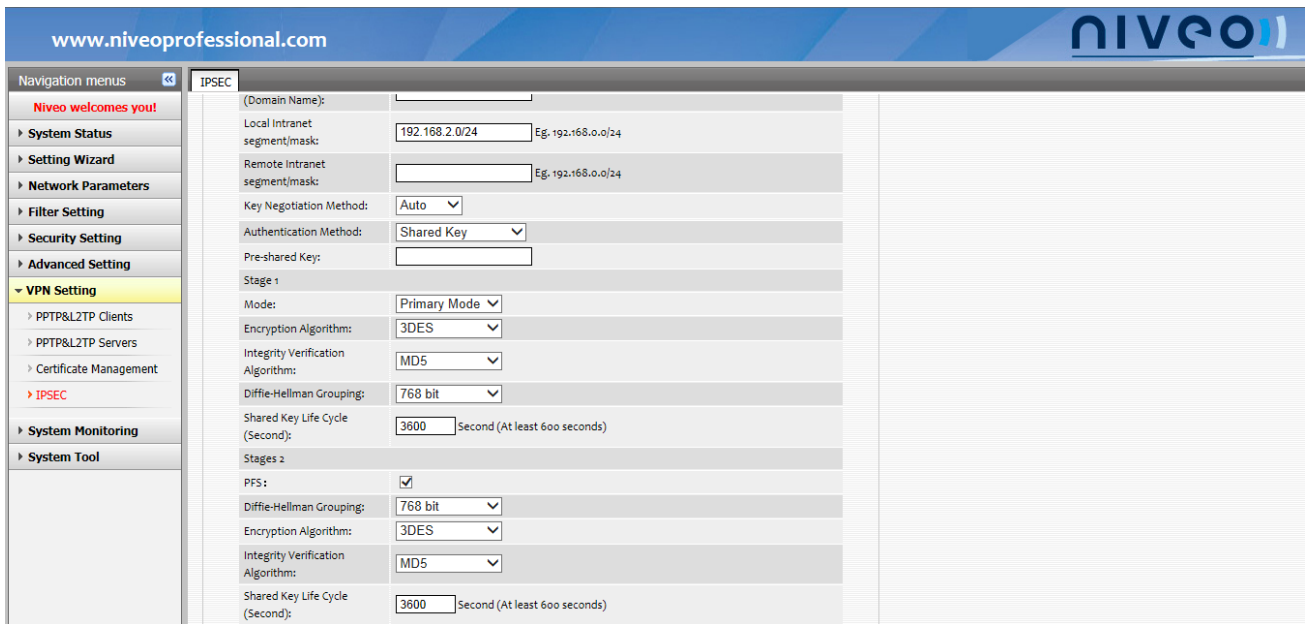 www.niveoprofessional.com
niveo
Navigation menus
IPSEC
Niveo welcomes you!
System Status
Setting Wizard
Network Parameters
Filter Setting
Security Setting
Advanced Setting
VPN Setting
PPTP&L2TP Clients
PPTP&L2TP Servers
Certificate Management
IPSEC
System Monitoring
System Tool
(Domain Name):
Local Intranet
segment/mask:
192.168.2.0/24 Eg. 192.168.0.0/24
Remote Intranet
segment/mask:
Eg. 192.168.0.0/24
Key Negotiation Method: Auto
Authentication Method: Shared Key
Pre-shared Key:
Stage 1
Mode: Primary Mode
Encryption Algorithm: 3DES
Integrity Verification
Algorithm:
MD5
Diffie-Hellman Grouping: 768 bit
Shared Key Life Cycle
(Second):
3600 Second (At least 600 seconds)
Stages 2
PFS:
Diffie-Hellman Grouping: 768 bit
Encryption Algorithm: 3DES
Integrity Verification
Algorithm:
MD5
Shared Key Life Cycle
(Second):
3600 Second (At least 600 seconds)